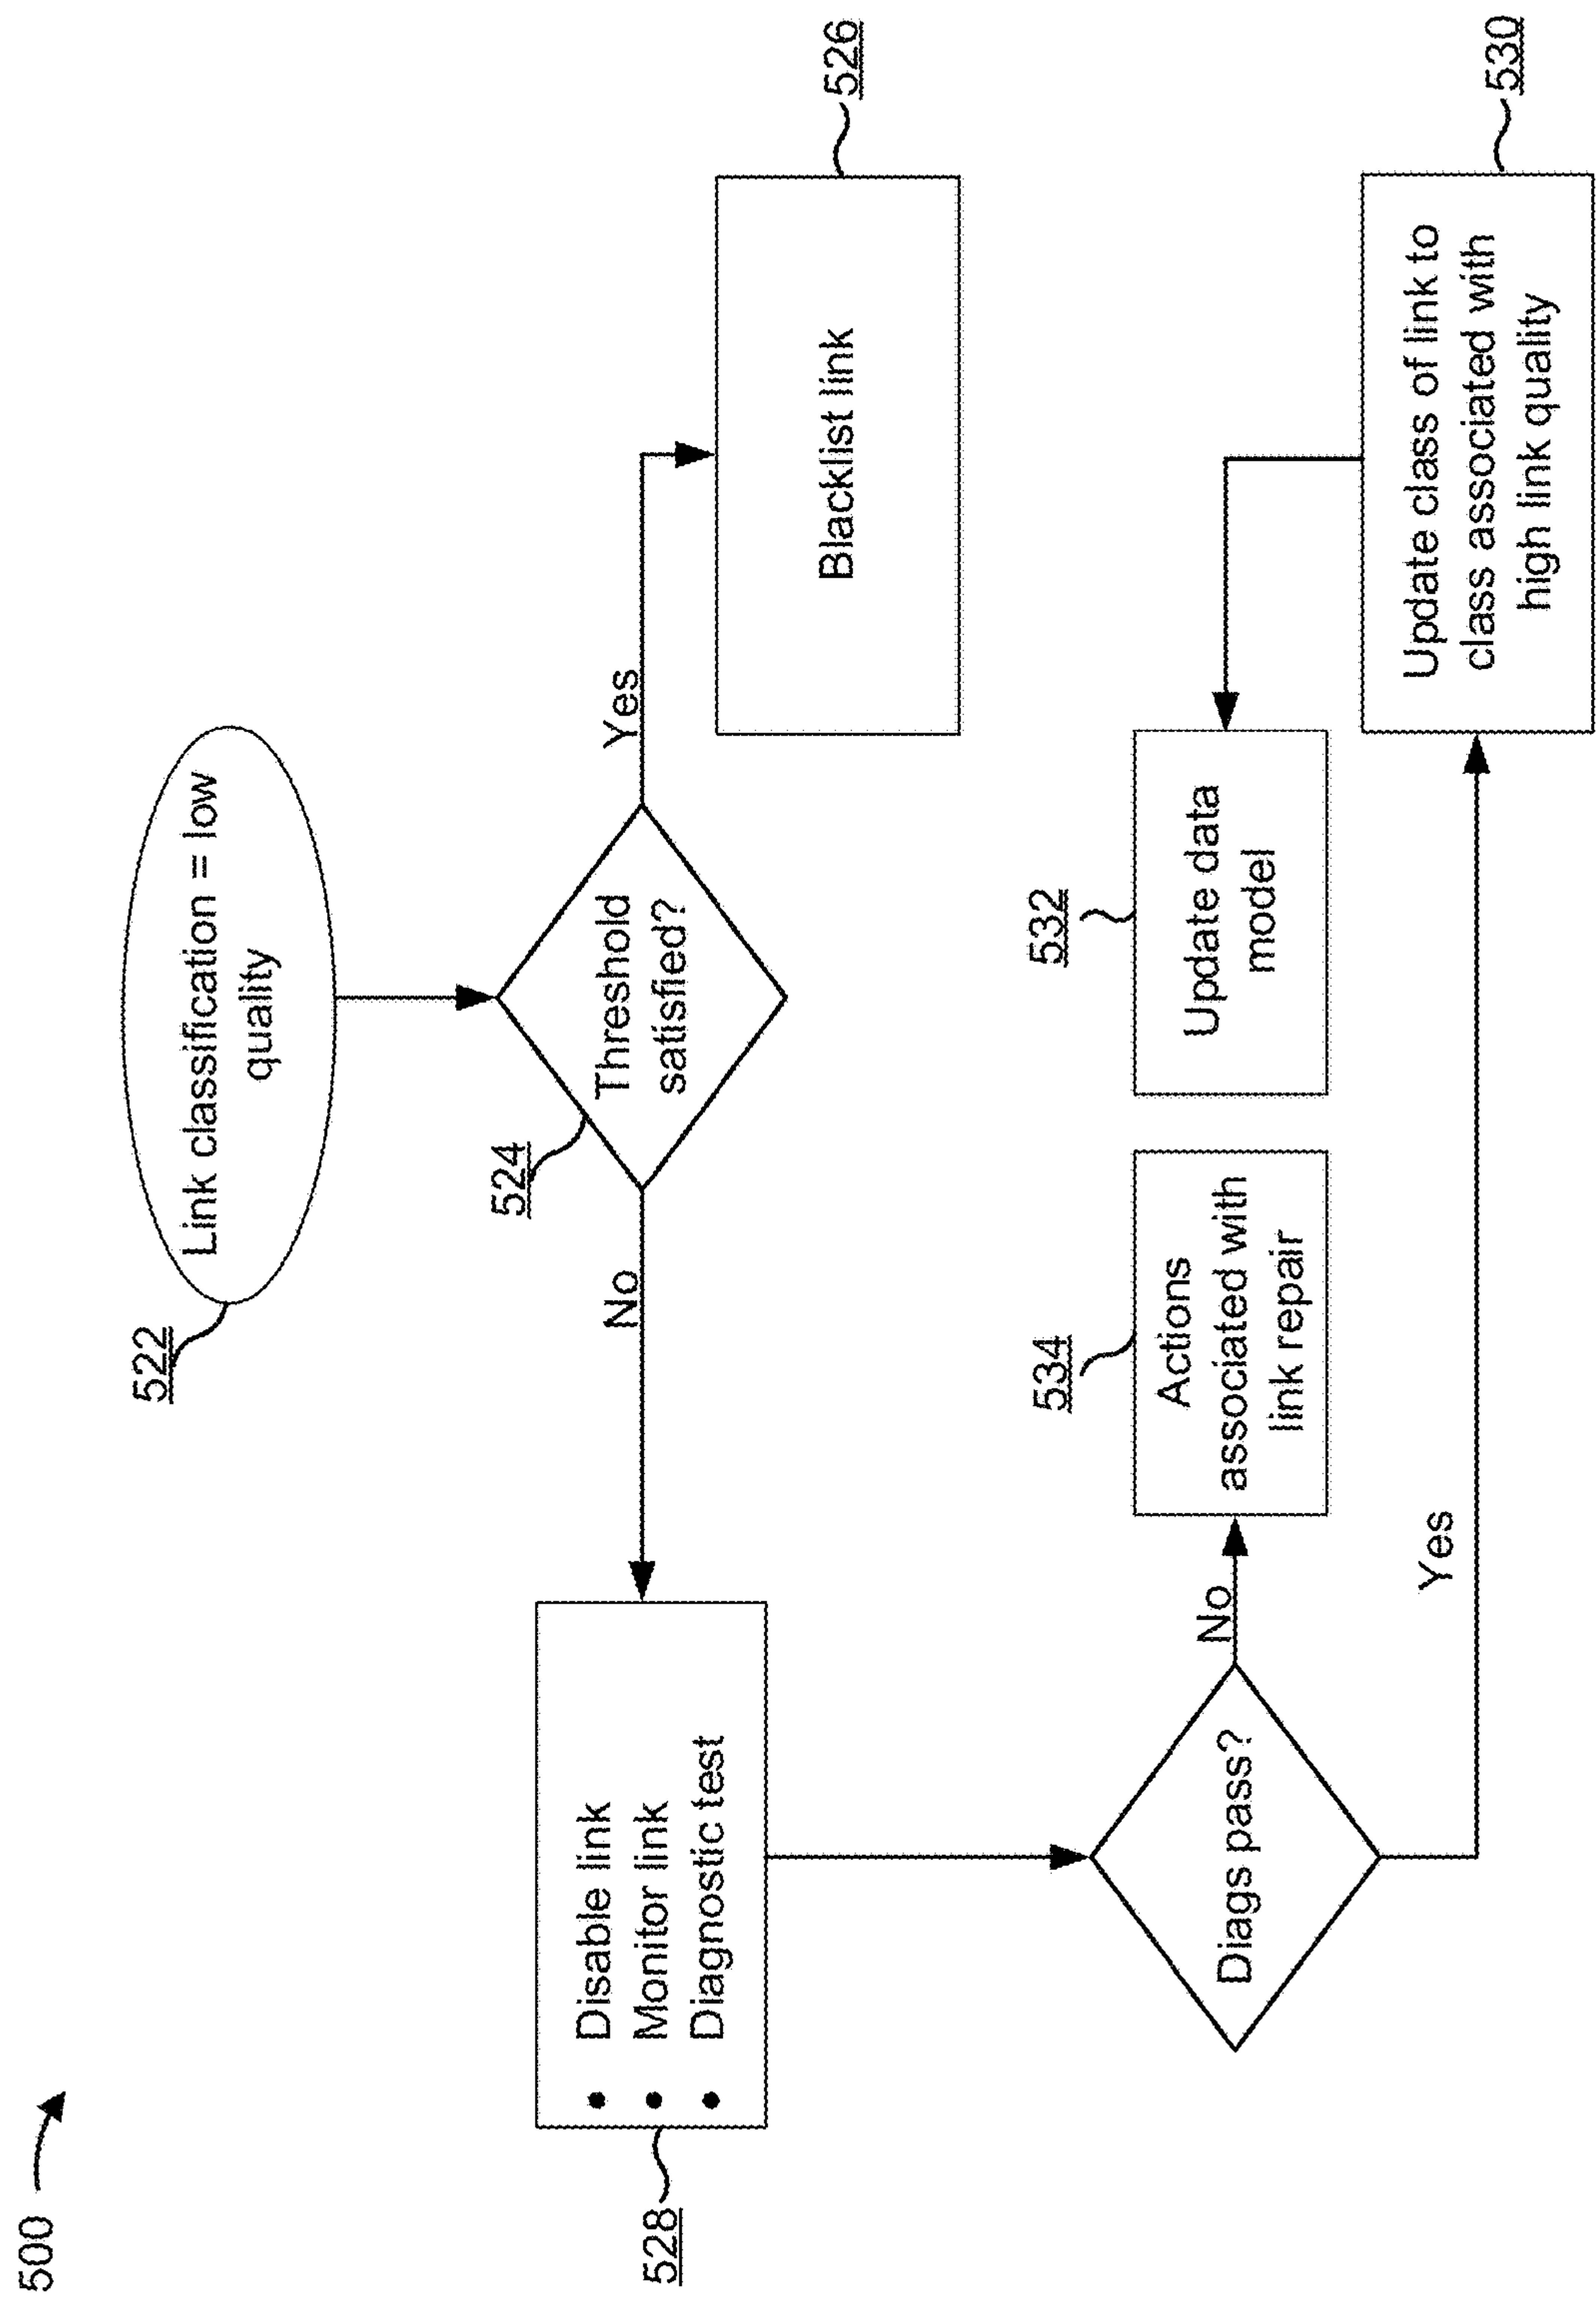 500
522
Link classification = low
quality
524
Threshold
satisfied?
No
Yes
528
• Disable link
• Monitor link
• Diagnostic test
Blacklist link
526
Diags pass?
No
534
Actions
associated with
link repair
532
Update data
model
Yes
Update class of link to
class associated with
high link quality
530